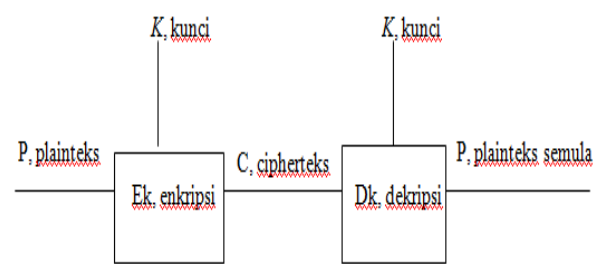 K, kunci
K, kunci
P, plainteks
C, cipherteks
P, plainteks semula
Ek, enkripsi
Dk, dekripsi